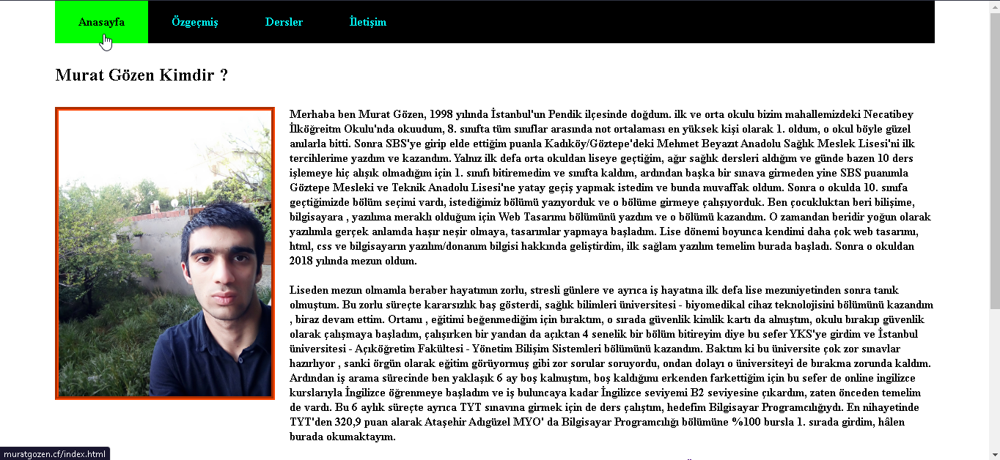 Anasayfa
Özgeçmiş
Dersler
İletişim
Murat Gözen Kimdir ?
Merhaba ben Murat Gözen, 1998 yılında İstanbul'un Pendik ilçesinde doğdum. ilk ve orta okulu bizim mahallemizdeki Necatibey
İlköğreitm Okulu'nda okuudum, 8. sınıfta tüm sınıflar arasında not ortalaması en yüksek kişi olarak 1. oldum, o okul böyle güzel
anılarla bitti. Sonra SBS'ye girip elde ettiğim puanla Kadıköy/Göztepe'deki Mehmet Beyazıt Anadolu Sağlık Meslek Lisesi'ni ilk
tercihlerime yazdım ve kazandım. Yalnız ilk defa orta okuldan liseye geçtiğim, ağır sağlık dersleri aldığım ve günde bazen 10 ders
işlemeye hiç alışık olmadığım için 1. sınıfı bitiremedim ve sınıfta kaldım, ardından başka bir sınava girmeden yine SBS puanımla
Göztepe Mesleki ve Teknik Anadolu Lisesi'ne yatay geçiş yapmak istedim ve bunda muvaffak oldum. Sonra o okulda 10. sınıfa
geçtiğimizde bölüm seçimi vardı, istediğimiz bölümü yazıyorduk ve o bölüme girmeye çalışıyorduk. Ben çocukluktan beri bilişime,
bilgisayara , yazılıma meraklı olduğum için Web Tasarımı bölümünü yazdım ve o bölümü kazandım. O zamandan beridir yoğun olarak
yazılımla gerçek anlamda haşır neşir olmaya, tasarımlar yapmaya başladım. Lise dönemi boyunca kendimi daha çok web tasarımı,
html, css ve bilgisayarın yazılım/donanım bilgisi hakkında geliştirdim, ilk sağlam yazılım temelim burada başladı. Sonra o okuldan
2018 yılında mezun oldum.
Liseden mezun olmamla beraber hayatımın zorlu, stresli günlere ve ayrıca iş hayatına ilk defa lise mezuniyetinden sonra tanık
olmuştum. Bu zorlu süreçte kararsızlık baş gösterdi, sağlık bilimleri üniversitesi - biyomedikal cihaz teknolojisini bölümünü kazandım
, biraz devam ettim. Ortamı , eğitimi beğenmediğim için bıraktım, o sırada güvenlik kimlik kartı da almıştım, okulu bırakıp güvenlik
olarak çalışmaya başladım, çalışırken bir yandan da açıktan 4 senelik bir bölüm bitireyim diye bu sefer YKS'ye girdim ve İstanbul
üniversitesi - Açıköğretim Fakültesi - Yönetim Bilişim Sistemleri bölümünü kazandım. Baktım ki bu üniversite çok zor sınavlar
hazırlıyor , sanki örgün olarak eğitim görüyormuş gibi zor sorular soruyordu, ondan dolayı o üniversiteyi de bırakma zorunda kaldım.
Ardından iş arama sürecinde ben yaklaşık 6 ay boş kalmıştım, boş kaldığımı erkenden farkettiğim için bu sefer de online ingilizce
kurslarıyla İngilizce öğrenmeye başladım ve iş buluncaya kadar İngilizce seviyemi B2 seviyesine çıkardım, zaten önceden temelim
de vardı. Bu 6 aylık süreçte ayrıca TYT sınavına girmek için de ders çalıştım, hedefim Bilgisayar Programcılığıydı. En nihayetinde
TYT'den 320,9 puan alarak Ataşehir Adıgüzel MYO' da Bilgisayar Programcılığı bölümüne %100 bursla 1. sırada girdim, hâlen
burada okumaktayım.
muratgozen.cf/index.html